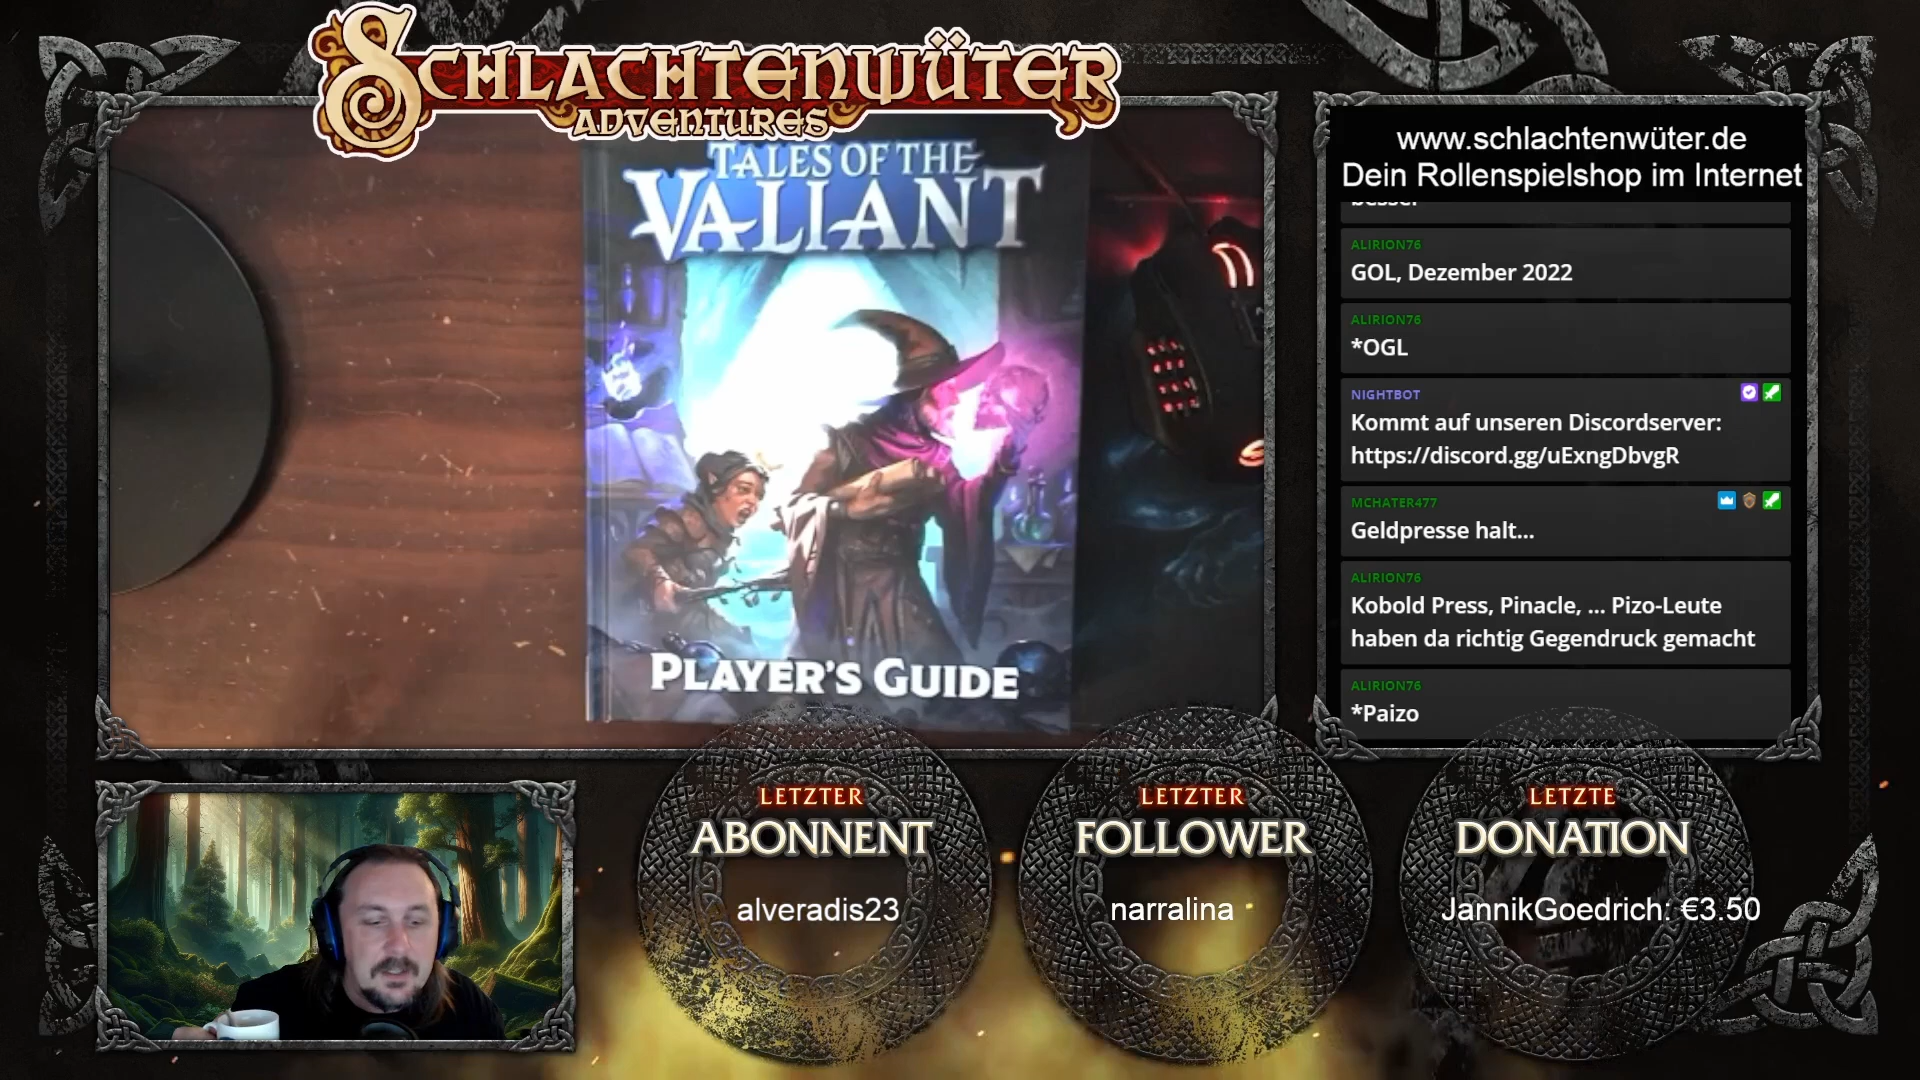 SCHLACHTENWÜTER
ADVENTURES
TALES OF THE
VALIANT
PLAYER'S GUIDE
www.schlachtenwüter.de
Dein Rollenspielshop im Internet
besser
ALIRION76
GOL, Dezember 2022
ALIRION76
*OGL
NIGHTBOT
Kommt auf unseren Discordserver:
https://discord.gg/uExngDbvgR
MCHATER477
Geldpresse halt...
ALIRION76
Kobold Press, Pinacle, ... Pizo-Leute
haben da richtig Gegendruck gemacht
ALIRION76
*Paizo
LETZTER
ABONNENT
alveradis23
LETZTER
FOLLOWER
narralina
LETZTE
DONATION
JannikGoedrich: €3.50